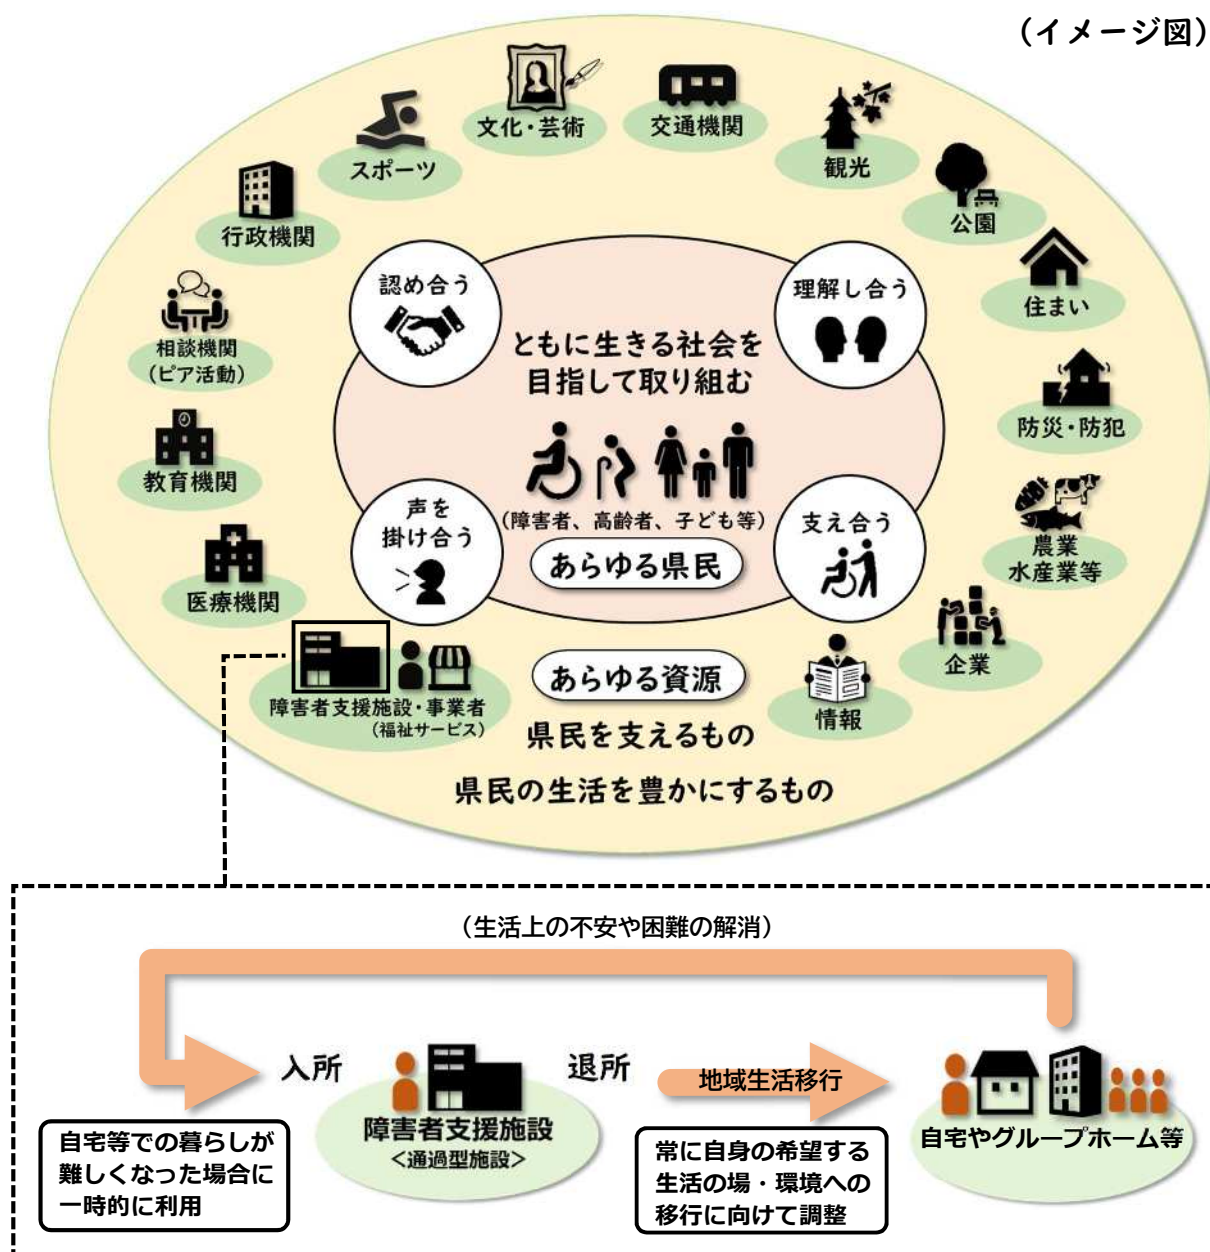 （イメージ図）
文化・芸術
交通機関
スポーツ
観光
行政機関
公園
認め合う
理解し合う
住まい
ともに生きる社会を
目指して取り組む
相談機関
（ピア活動）
防災・防犯
教育機関
声を
掛け合う
（障害者、高齢者、子ども等）
支え合う
農業
水産業等
あらゆる県民
医療機関
企業
あらゆる資源
障害者支援施設・事業者
（福祉サービス）
情報
県民を支えるもの
県民の生活を豊かにするもの
（生活上の不安や困難の解消）
入所
退所
地域生活移行
障害者支援施設
<通過型施設>
自宅やグループホーム等
自宅等での暮らしが
難しくなった場合に
一時的に利用
常に自身の希望する
生活の場・環境への
移行に向けて調整